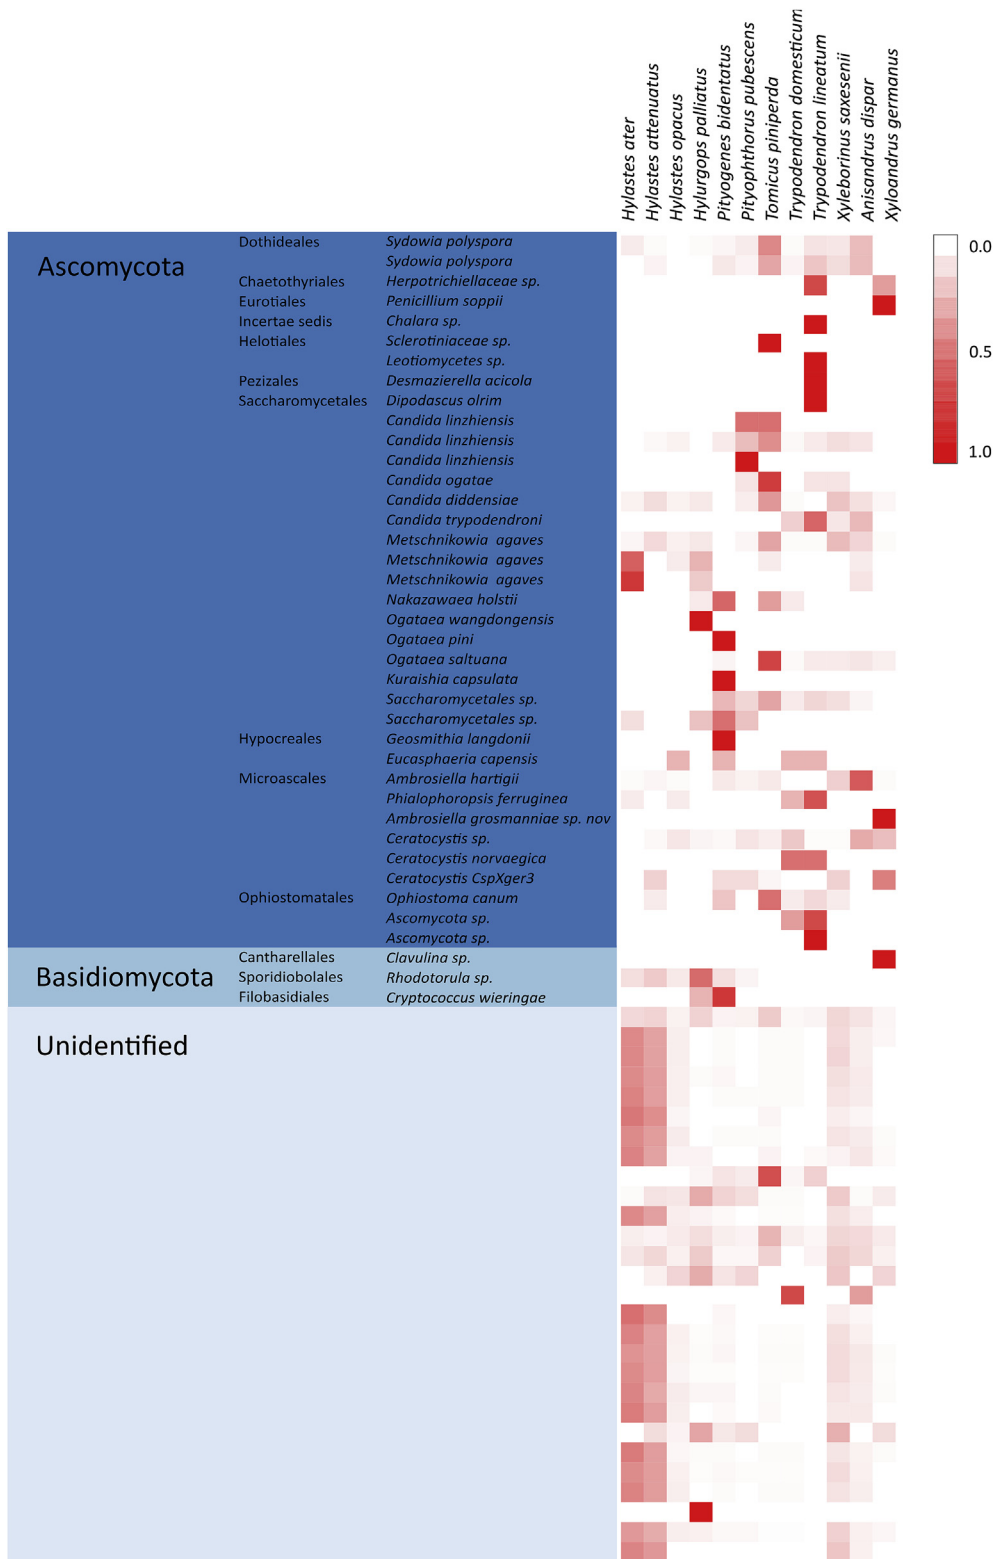 Hylastes ater
Hylastes attenuatus
Hylastes opacus
Hylurgops palliatus
Pityogenes bidentatus
Pityophthorus pubescens
Tomicus piniperda
Trypodendron domesticum
Trypodendron lineatum
Xyleborinus saxesenii
Anisandrus dispar
Xyloandrus germanus
0.0
0.5
1.0
Ascomycota
Dothideales Sydowia polyspora
Sydowia polyspora
Chaetothyriales Herpotrichiellaceae sp.
Eurotiales Penicillium soppii
Incertae sedis Chalara sp.
Helotiales Sclerotiniaceae sp.
Leotiomycetes sp.
Pezizales Desmazierella acicola
Saccharomycetales Dipodascus olrim
Candida linzhiensis
Candida linzhiensis
Candida linzhiensis
Candida ogatae
Candida diddensiae
Candida trypodendroni
Metschnikowia agaves
Metschnikowia agaves
Metschnikowia agaves
Nakazawaea holstii
Ogataea wangdongensis
Ogataea pini
Ogataea saltuana
Kuraishia capsulata
Saccharomycetales sp.
Saccharomycetales sp.
Hypocreales Geosmithia langdonii
Eucasphaeria capensis
Microascales Ambrosiella hartigii
Phialophoropsis ferruginea
Ambrosiella grosmanniae sp. nov
Ceratocystis sp.
Ceratocystis norvaegica
Ceratocystis CspXger3
Ophiostomatales Ophiostoma canum
Ascomycota sp.
Ascomycota sp.
Basidiomycota
Cantharellales Clavulina sp.
Sporidiobolales Rhodotorula sp.
Filobasidiales Cryptococcus wieringae
Unidentified